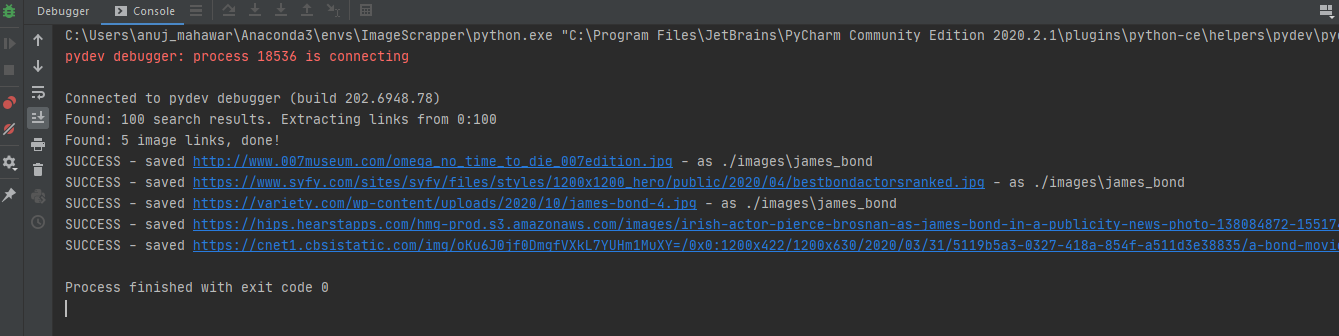 Debugger Console
C:\Users\anuj_mahawar\Anaconda3\envs\ImageScrapper\python.exe "C:\Program Files\JetBrains\PyCharm Community Edition 2020.2.1\plugins\python-ce\helpers\pydev\pyd
pydev debugger: process 18536 is connecting
Connected to pydev debugger (build 202.6948.78)
Found: 100 search results. Extracting links from 0:100
Found: 5 image links, done!
SUCCESS - saved http://www.007museum.com/omega_no_time_to_die_007edition.jpg - as ./images\james_bond
SUCCESS - saved https://www.syfy.com/sites/syfy/files/styles/1200x1200_hero/public/2020/04/bestbondactorsranked.jpg - as ./images\james_bond
SUCCESS - saved https://variety.com/wp-content/uploads/2020/10/james-bond-4.jpg - as ./images\james_bond
SUCCESS - saved https://hips.hearstapps.com/hmg-prod.s3.amazonaws.com/images/irish-actor-pierce-brosnan-as-james-bond-in-a-publicity-news-photo-138084872-155174
SUCCESS - saved https://cnet1.cbsistatic.com/img/oKu6J0jf0DmgfVXkL7YUHm1MuXY=/0x0:1200x422/1200x630/2020/03/31/5119b5a3-0327-418a-854f-a511d3e38835/a-bond-movie
Process finished with exit code 0